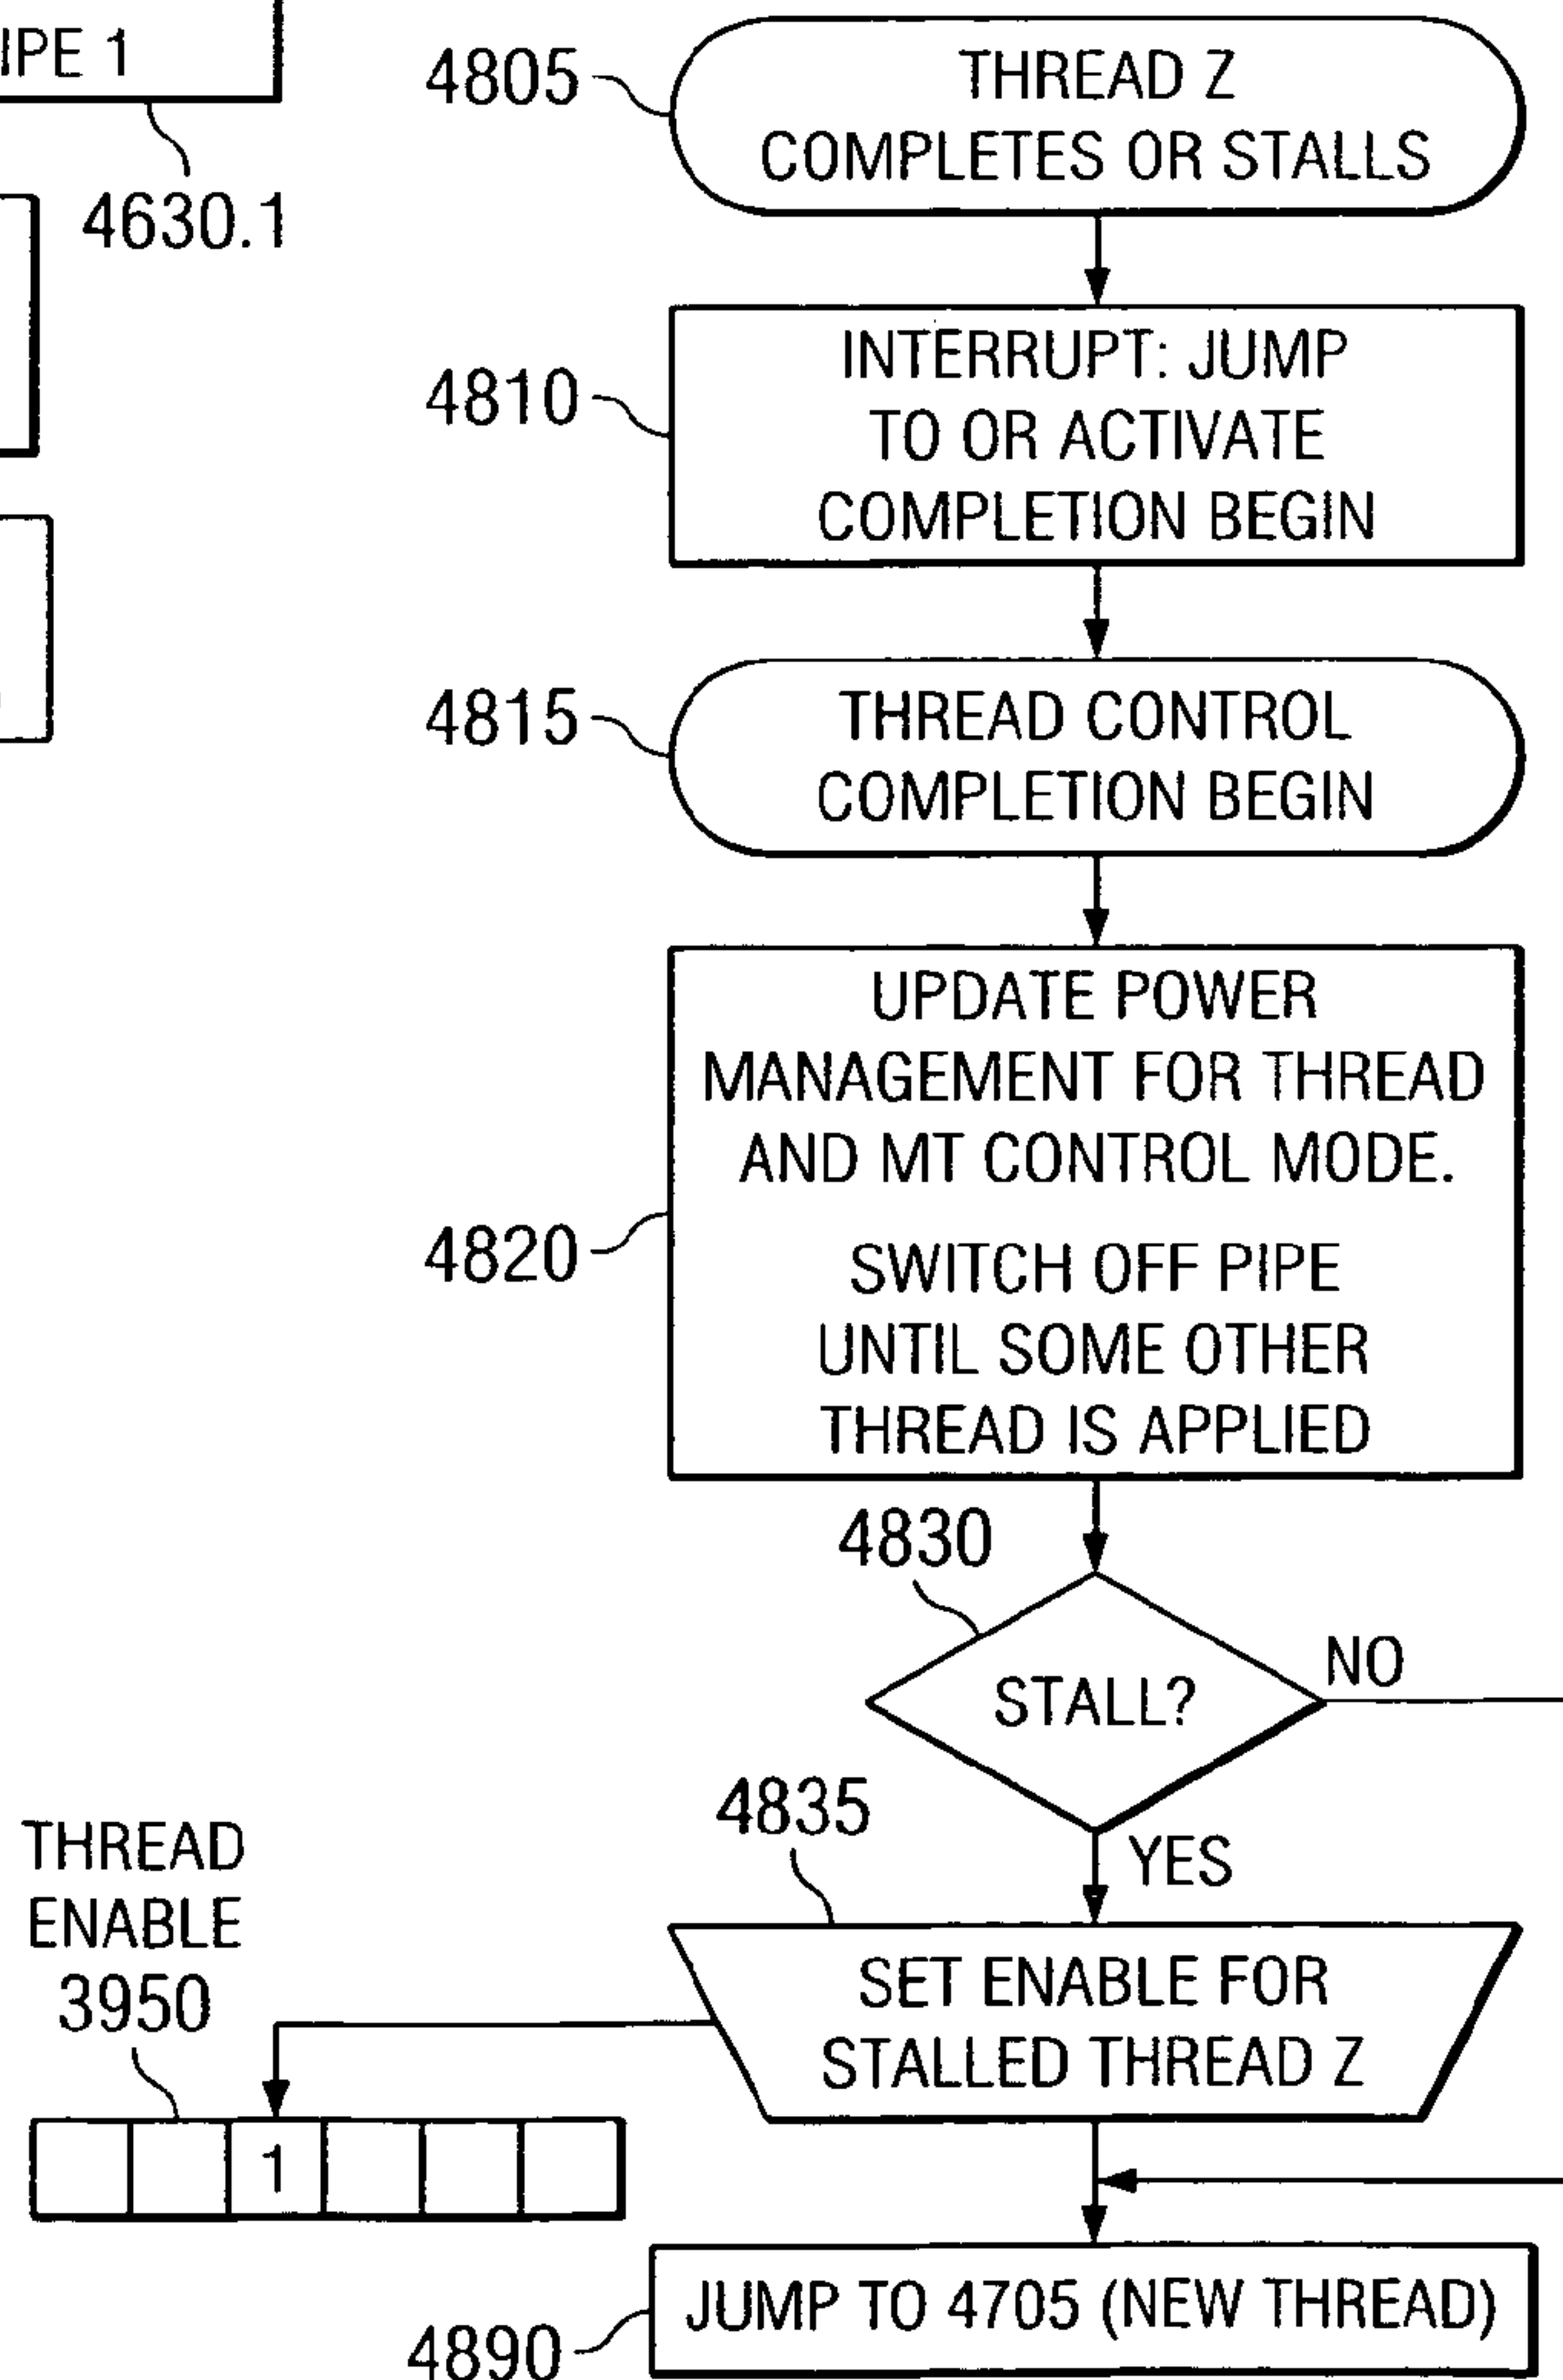 IPE 1
4630.1
4805
THREAD Z
COMPLETES OR STALLS
4810
INTERRUPT: JUMP
TO OR ACTIVATE
COMPLETION BEGIN
4815
THREAD CONTROL
COMPLETION BEGIN
4820
UPDATE POWER
MANAGEMENT FOR THREAD
AND MT CONTROL MODE.
SWITCH OFF PIPE
UNTIL SOME OTHER
THREAD IS APPLIED
4830
STALL?
NO
YES
4835
SET ENABLE FOR
STALLED THREAD Z
THREAD
ENABLE
3950
1
4890
JUMP TO 4705 (NEW THREAD)